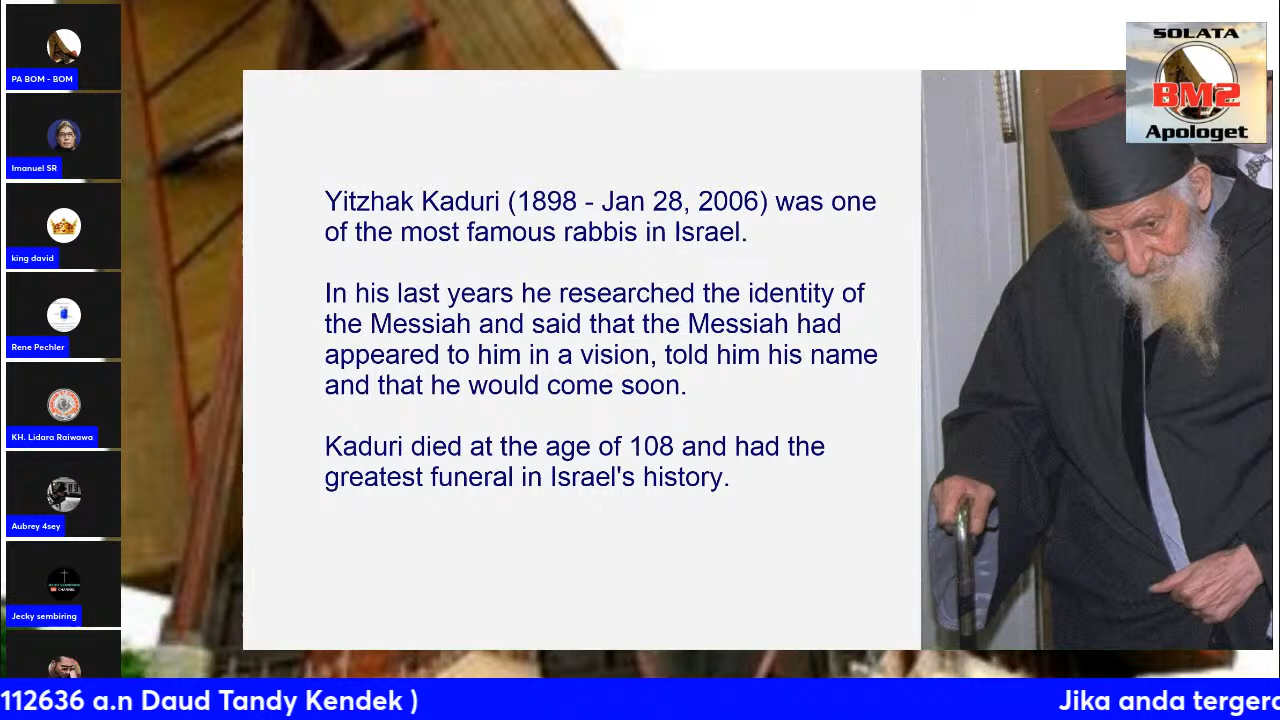 PA BOM - BOM
Imanuel SR
king david
Rene Pechler
KH. Lidara Raiwawa
Aubrey 4sey
Jecky sembiring
SOLATA
BM2
Apologet
Yitzhak Kaduri (1898 - Jan 28, 2006) was one
of the most famous rabbis in Israel.
In his last years he researched the identity of
the Messiah and said that the Messiah had
appeared to him in a vision, told him his name
and that he would come soon.
Kaduri died at the age of 108 and had the
greatest funeral in Israel's history.
112636 a.n Daud Tandy Kendek )
Jika anda